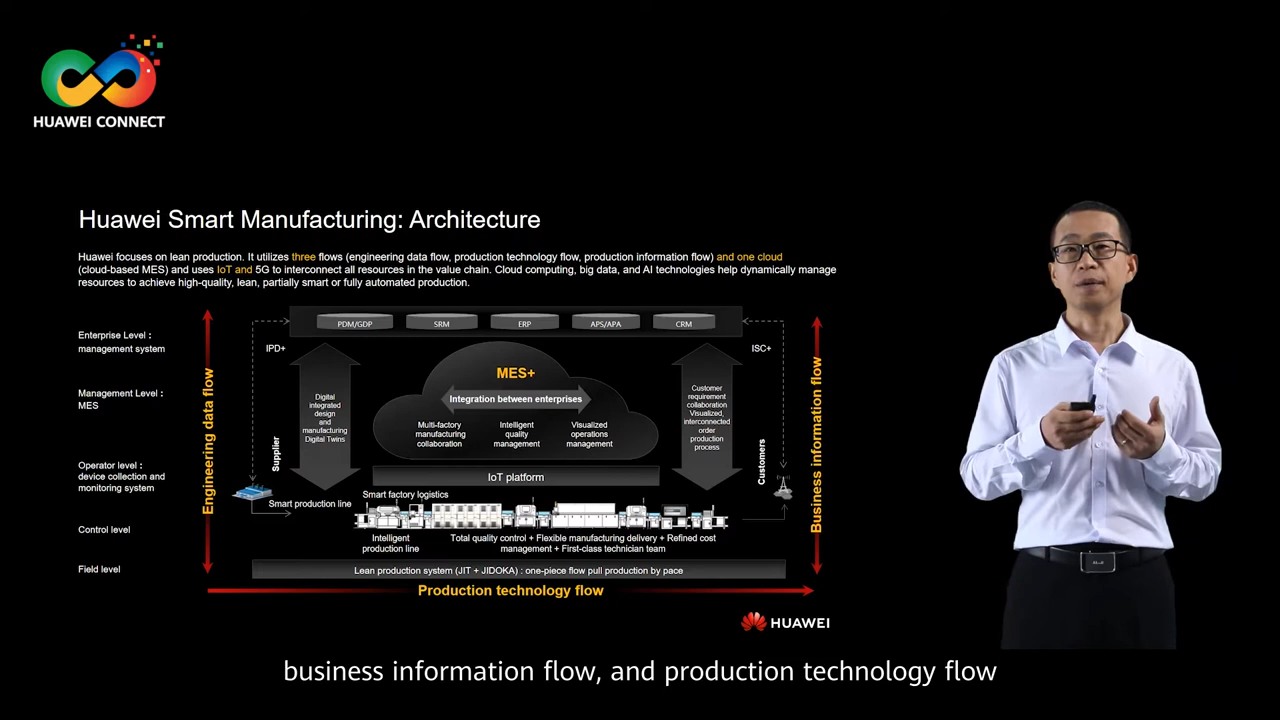 HUAWEI CONNECT
Huawei Smart Manufacturing: Architecture
Huawei focuses on lean production. It utilizes three flows (engineering data flow, production technology flow, production information flow) and one cloud
(cloud-based MES) and uses IoT and 5G to interconnect all resources in the value chain. Cloud computing, big data, and AI technologies help dynamically manage
resources to achieve high-quality, lean, partially smart or fully automated production.
Enterprise Level :
management system
Management Level :
MES
Operator level :
device collection and
monitoring system
Control level
Field level
Engineering data flow
PDM/GDP
SRM
ERP
APS/APA
CRM
IPD+
ISC+
Digital
integrated
design
and
manufacturing
Digital Twins
Supplier
MES+
Integration between enterprises
Multi-factory
manufacturing
collaboration
Intelligent
quality
management
Visualized
operations
management
Customer
requirement
collaboration
Visualized,
interconnected
order
production
process
Customers
Business information flow
IoT platform
Smart factory logistics
Smart production line
Intelligent
production line
Total quality control + Flexible manufacturing delivery + Refined cost
management + First-class technician team
Lean production system (JIT + JIDOKA) : one-piece flow pull production by pace
Production technology flow
HUAWEI
business information flow, and production technology flow